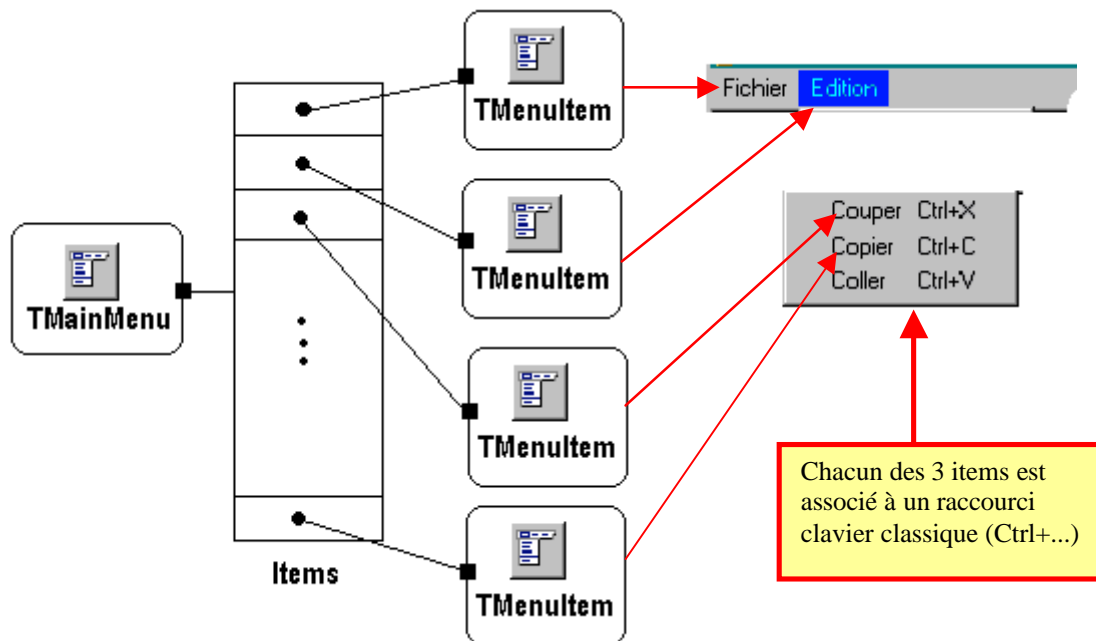 TMenuItem
Fichier Edition
TMenuItem
Couper Ctrl+X
Copier Ctrl+C
Coller Ctrl+V
TMainMenu
TMenuItem
Chacun des 3 items est
associé à un raccourci
clavier classique (Ctrl+...)
Items
TMenuItem